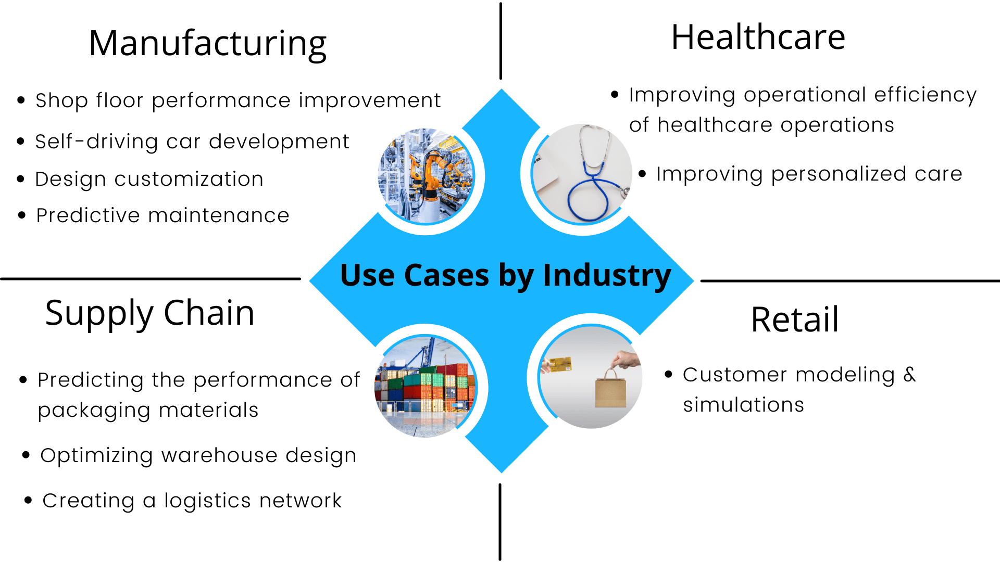 Manufacturing
• Shop floor performance improvement
• Self-driving car development
• Design customization
• Predictive maintenance
Healthcare
• Improving operational efficiency
of healthcare operations
• Improving personalized care
Use Cases by Industry
Supply Chain
• Predicting the performance of
packaging materials
• Optimizing warehouse design
• Creating a logistics network
Retail
• Customer modeling &
simulations